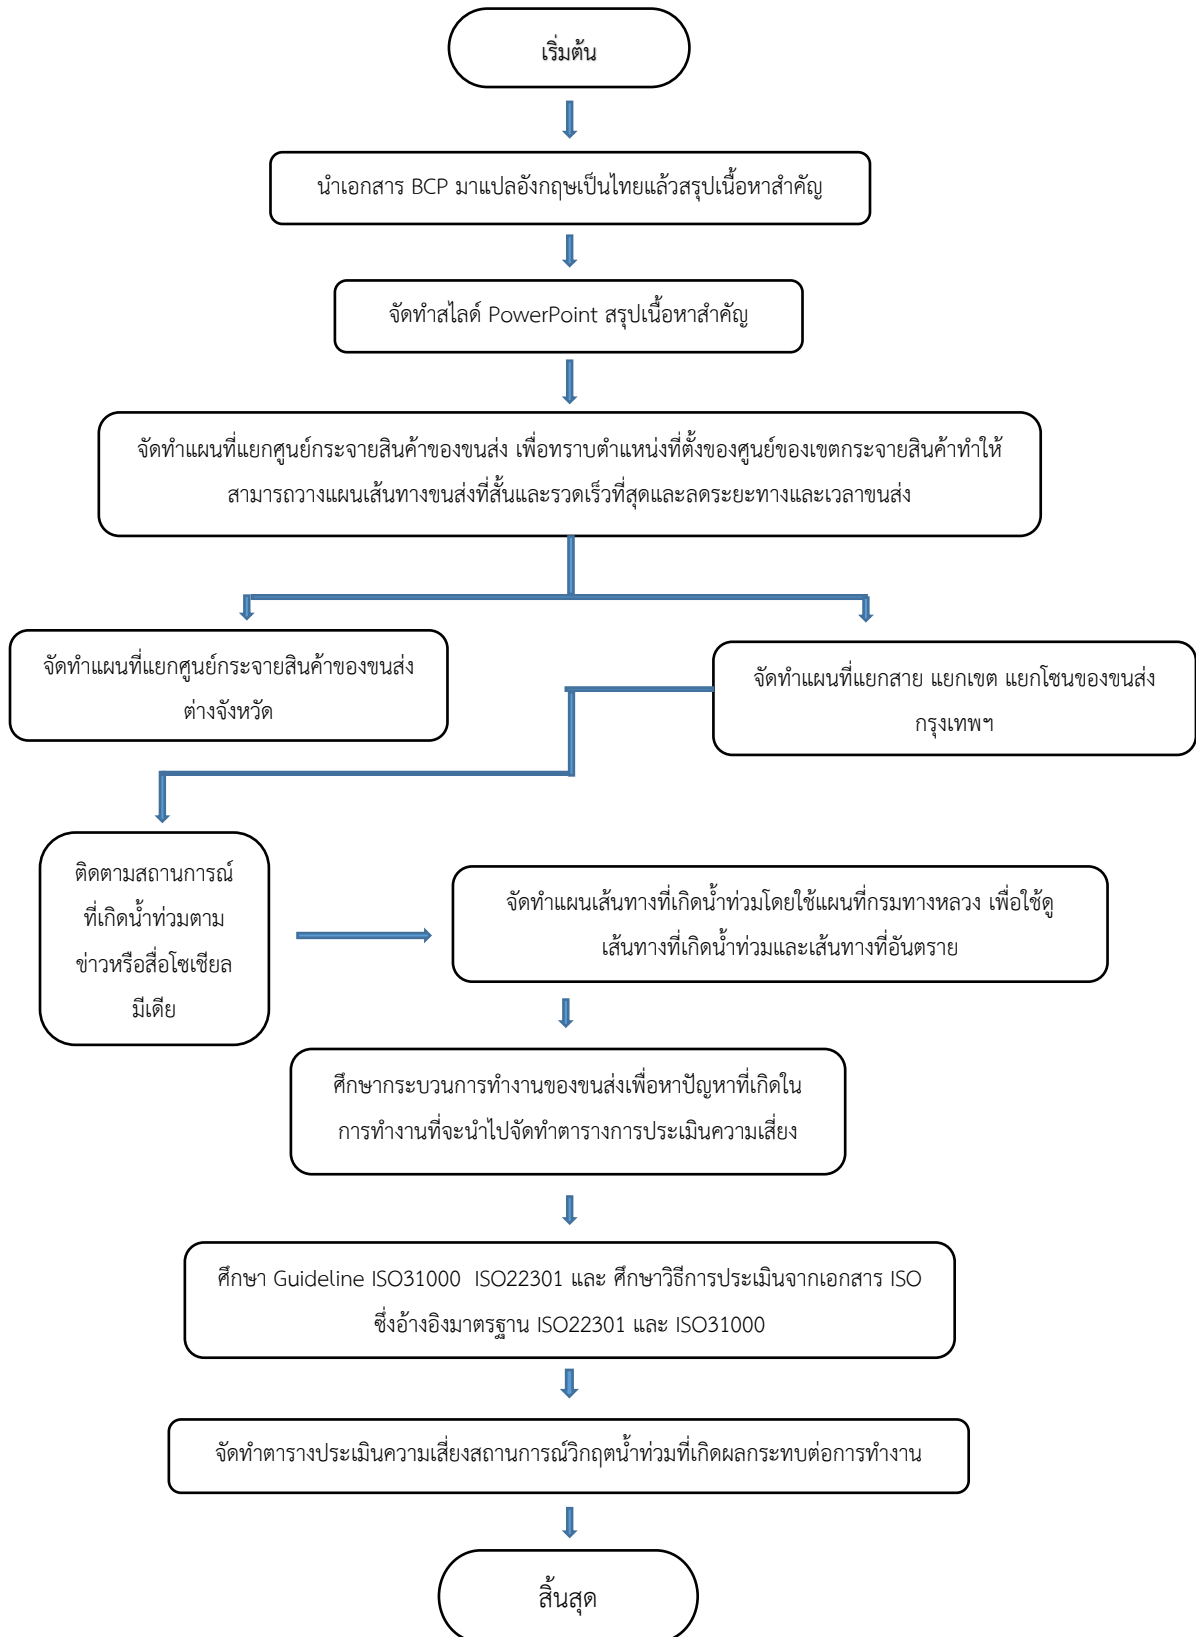 เริ่มต้น
นำเอกสาร BCP มาแปลอังกฤษเป็นไทยแล้วสรุปเนื้อหาสำคัญ
จัดทำสไลด์ PowerPoint สรุปเนื้อหาสำคัญ
จัดทำแผนที่แยกศูนย์กระจายสินค้าของขนส่ง เพื่อทราบตำแหน่งที่ตั้งของศูนย์ของเขตกระจายสินค้าทำให้
สามารถวางแผนเส้นทางขนส่งที่สั้นและรวดเร็วที่สุดและลดระยะทางและเวลาขนส่ง
จัดทำแผนที่แยกศูนย์กระจายสินค้าของขนส่ง
ต่างจังหวัด
จัดทำแผนที่แยกสาย แยกเขต แยกโซนของขนส่ง
กรุงเทพฯ
ติดตามสถานการณ์
ที่เกิดน้ำท่วมตาม
ข่าวหรือสื่อโซเชียล
มีเดีย
จัดทำแผนเส้นทางที่เกิดน้ำท่วมโดยใช้แผนที่กรมทางหลวง เพื่อใช้ดู
เส้นทางที่เกิดน้ำท่วมและเส้นทางที่อันตราย
ศึกษากระบวนการทำงานของขนส่งเพื่อหาปัญหาที่เกิดใน
การทำงานที่จะนำไปจัดทำตารางการประเมินความเสี่ยง
ศึกษา Guideline ISO31000 ISO22301 และ ศึกษาวิธีการประเมินจากเอกสาร ISO
ซึ่งอ้างอิงมาตรฐาน ISO22301 และ ISO31000
จัดทำตารางประเมินความเสี่ยงสถานการณ์วิกฤตน้ำท่วมที่เกิดผลกระทบต่อการทำงาน
สิ้นสุด